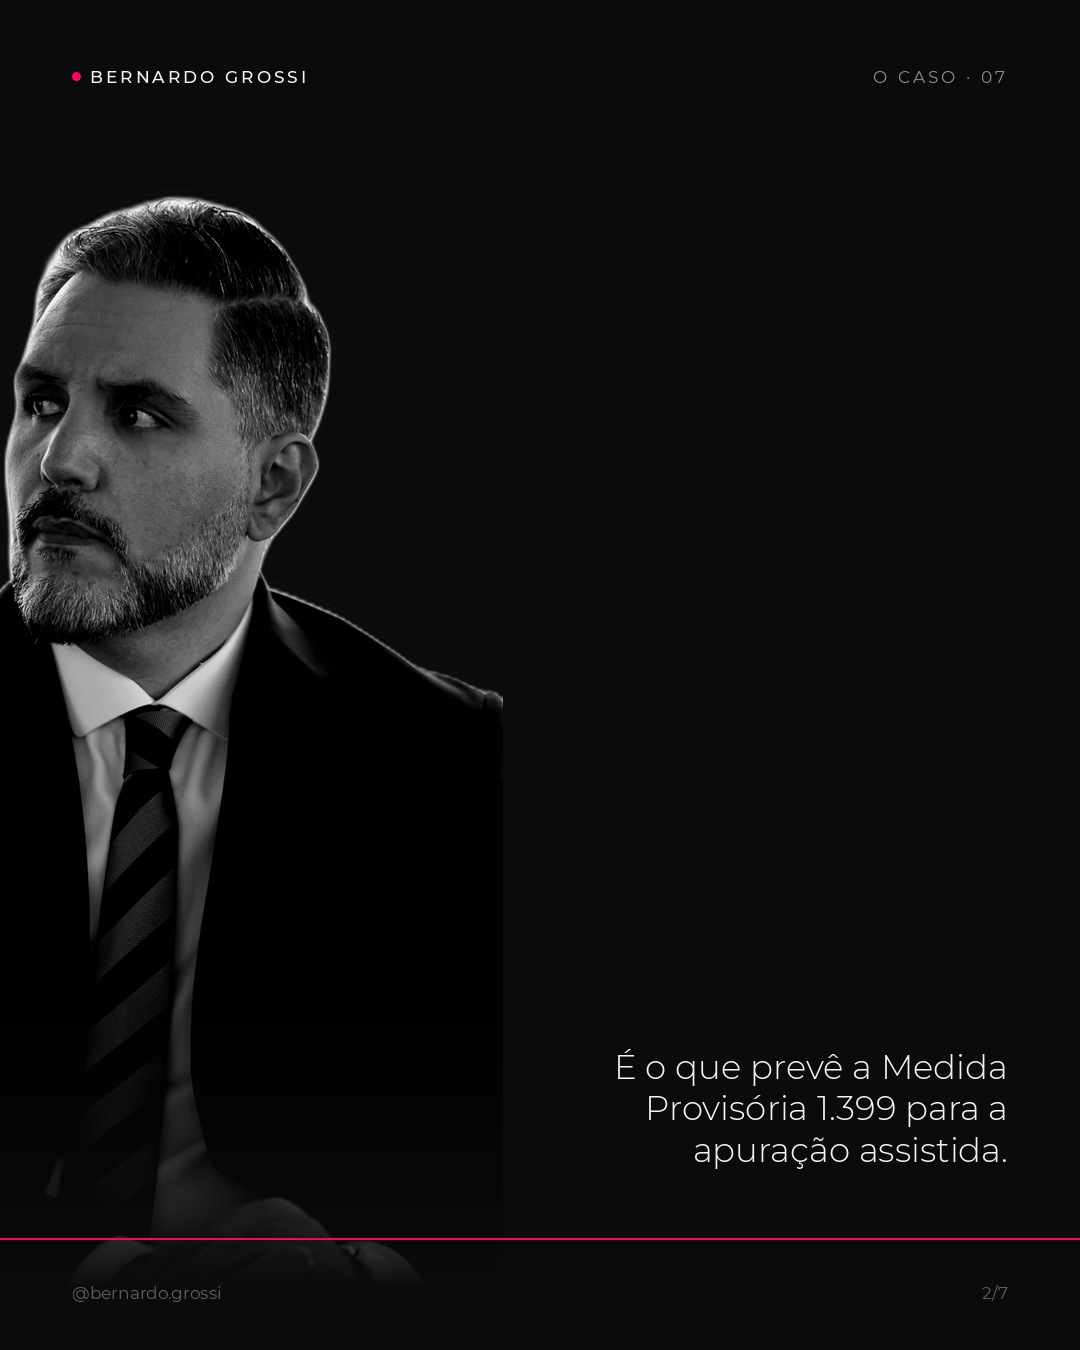 BERNARDO GROSSI
O CASO · 07
É o que prevê a Medida
Provisória 1.399 para a
apuração assistida.
@bernardo.grossi
2/7